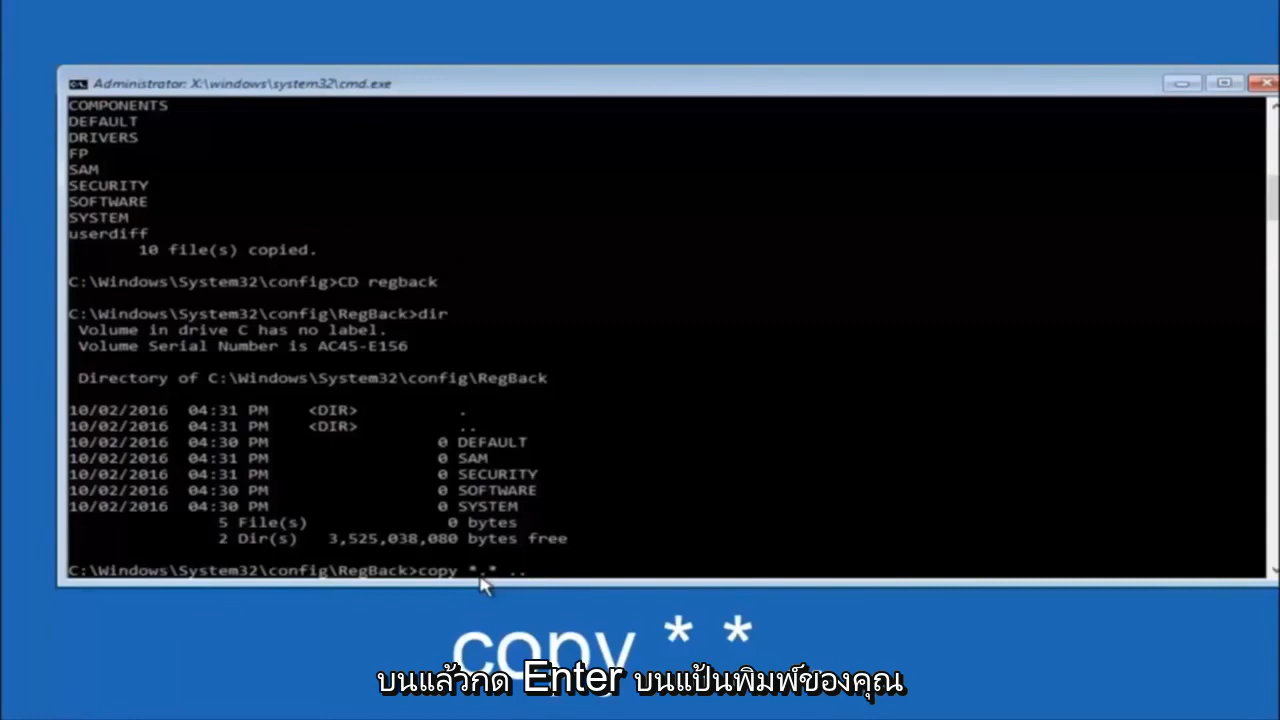 Administrator: X:\windows\system32\cmd.exe
COMPONENTS
DEFAULT
DRIVERS
FP
SAM
SECURITY
SOFTWARE
SYSTEM
userdiff
10 file(s) copied.
C:\Windows\System32\config>CD regback
C:\Windows\System32\config\RegBack>dir
Volume in drive C has no label.
Volume Serial Number is AC45-E156
Directory of C:\Windows\System32\config\RegBack
10/02/2016 04:31 PM <DIR> .
10/02/2016 04:31 PM <DIR> ..
10/02/2016 04:30 PM 0 DEFAULT
10/02/2016 04:31 PM 0 SAM
10/02/2016 04:31 PM 0 SECURITY
10/02/2016 04:30 PM 0 SOFTWARE
10/02/2016 04:30 PM 0 SYSTEM
5 File(s) 0 bytes
2 Dir(s) 3,525,038,080 bytes free
C:\Windows\System32\config\RegBack>copy *.* ..
copy * *
บนแล้วกด Enter บนแป้นพิมพ์ของคุณ